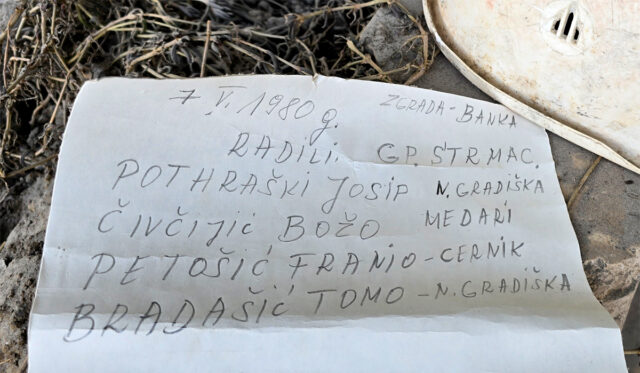 7 V. 1980 g. ZGRADA-BANKA
RADILI: GP. STRMAC.
POTHRAŠKI JOSIP N.GRADIŠKA
ČIVČIJIĆ, BOŽO MEDARI
PETOŠIĆ, FRANJO-CERNIK
BRADAŠIĆ TOMO-N.GRADIŠKA